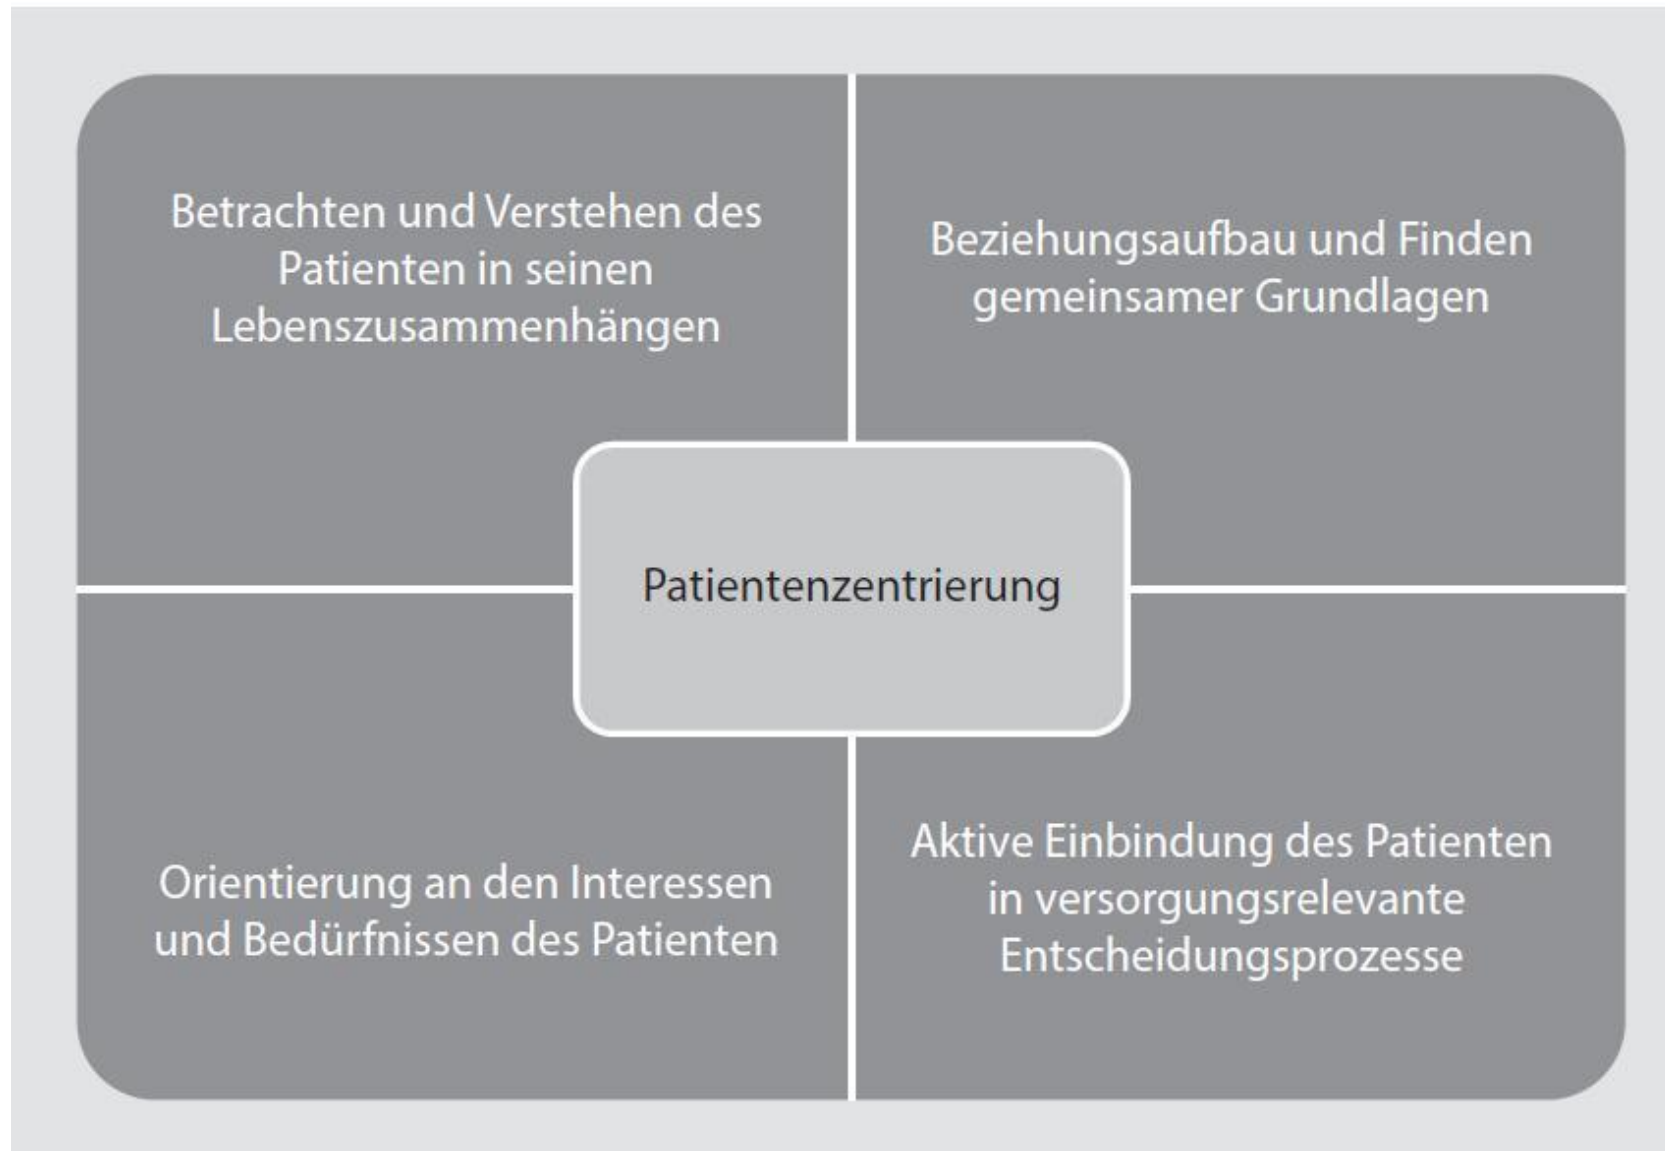 Betrachten und Verstehen des
Patienten in seinen
Lebenszusammenhängen
Beziehungsaufbau und Finden
gemeinsamer Grundlagen
Patientenzentrierung
Orientierung an den Interessen
und Bedürfnissen des Patienten
Aktive Einbindung des Patienten
in versorgungsrelevante
Entscheidungsprozesse